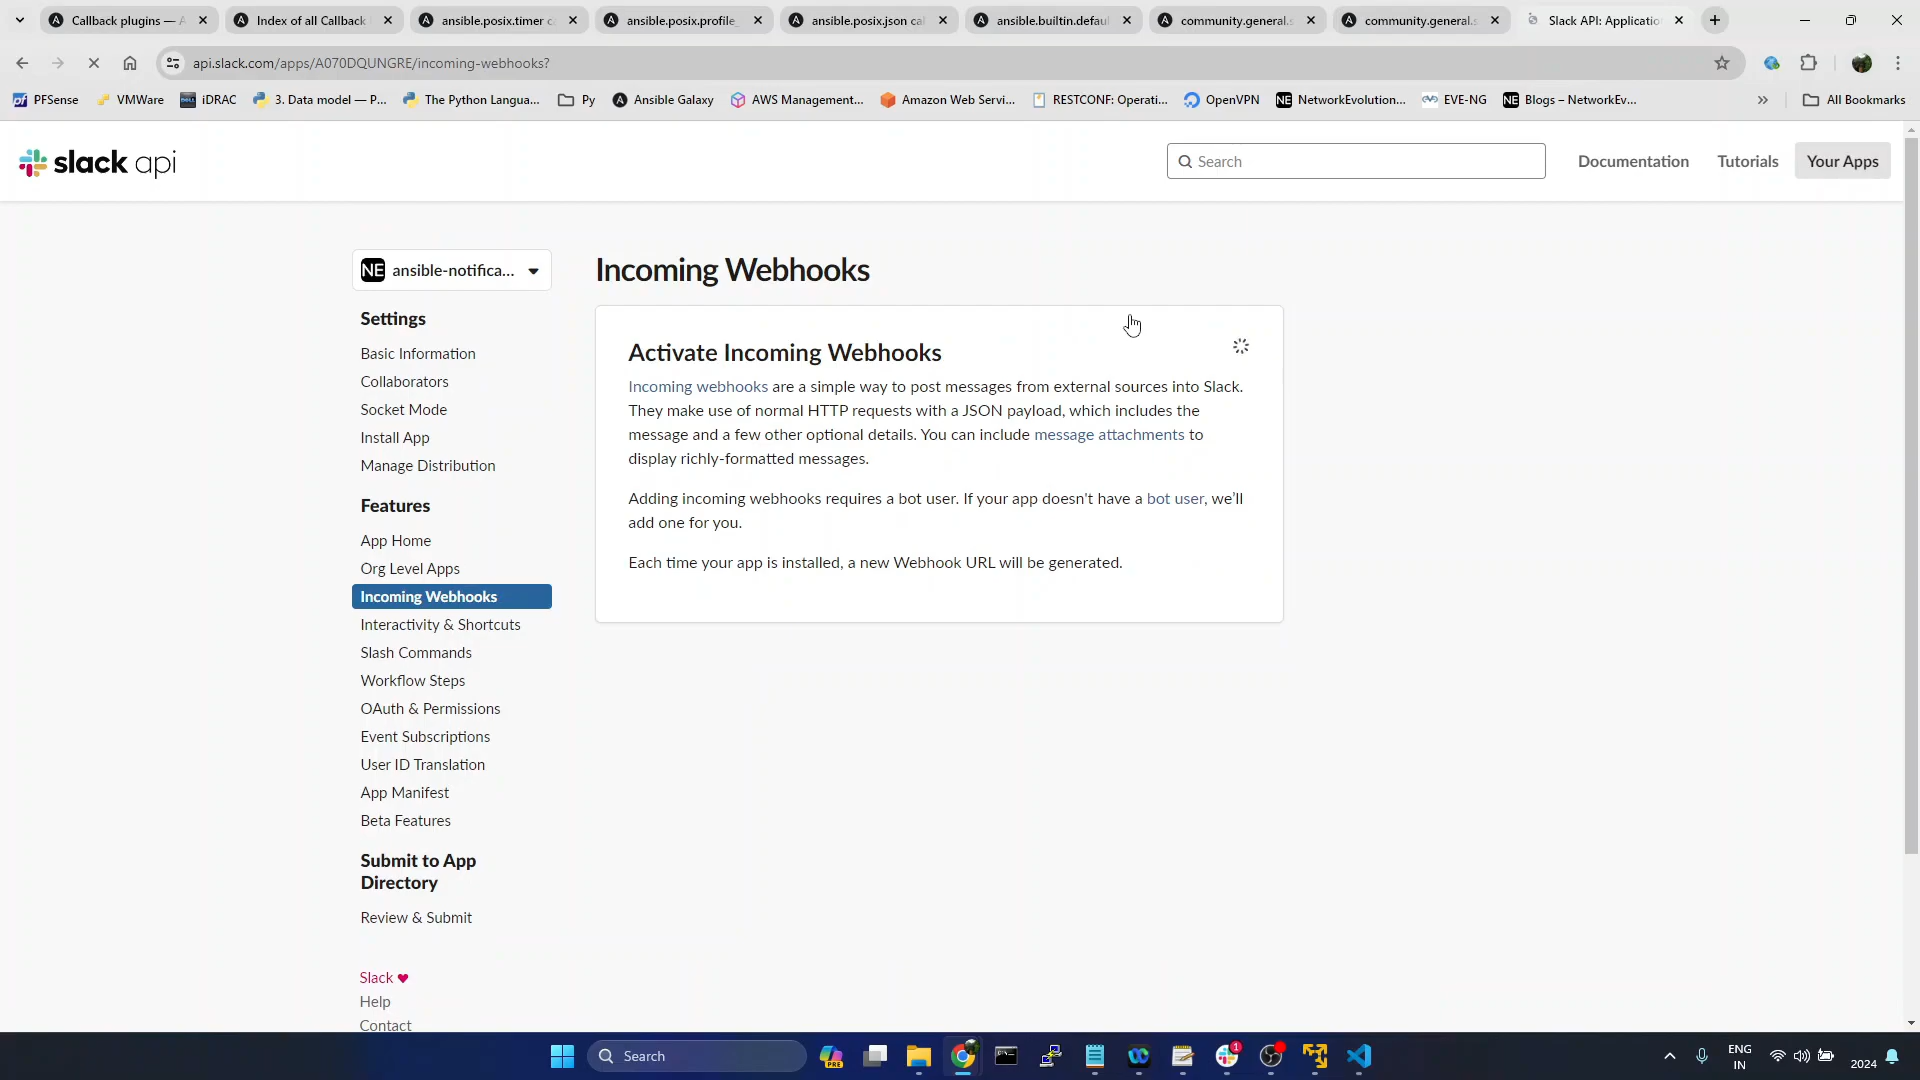 Callback plugins — A
Index of all Callback
ansible.posix.timer c
ansible.posix.profile_
ansible.posix.json cal
ansible.builtin.defau
community.general.s
community.general.s
Slack API: Applicatio
api.slack.com/apps/A070DQUNGRE/incoming-webhooks?
PFSense
VMWare
iDRAC
3. Data model — P...
The Python Langua...
Py
Ansible Galaxy
AWS Management...
Amazon Web Servi...
RESTCONF: Operati...
OpenVPN
NE NetworkEvolution...
EVE-NG
NE Blogs – NetworkEv...
All Bookmarks
slack api
Search
Documentation
Tutorials
Your Apps
NE ansible-notifica...
Settings
Basic Information
Collaborators
Socket Mode
Install App
Manage Distribution
Features
App Home
Org Level Apps
Incoming Webhooks
Interactivity & Shortcuts
Slash Commands
Workflow Steps
OAuth & Permissions
Event Subscriptions
User ID Translation
App Manifest
Beta Features
Submit to App
Directory
Review & Submit
Slack ♥
Help
Contact
Incoming Webhooks
Activate Incoming Webhooks
Incoming webhooks are a simple way to post messages from external sources into Slack.
They make use of normal HTTP requests with a JSON payload, which includes the
message and a few other optional details. You can include message attachments to
display richly-formatted messages.
Adding incoming webhooks requires a bot user. If your app doesn't have a bot user, we’ll
add one for you.
Each time your app is installed, a new Webhook URL will be generated.
Search
PRE
1
ENG
IN
2024